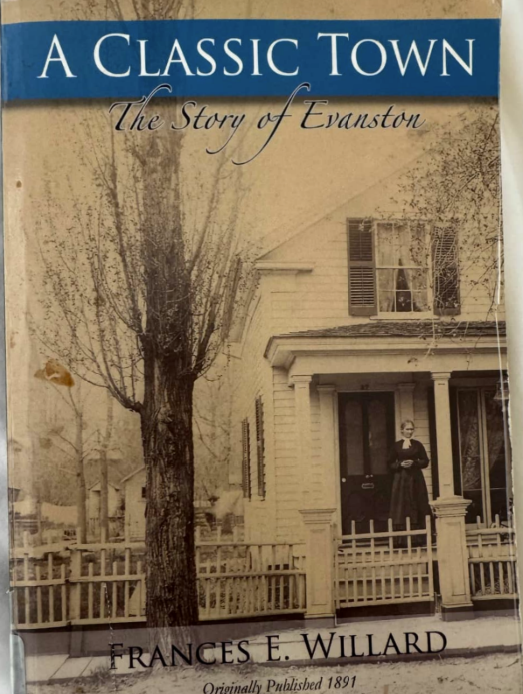 A CLASSIC TOWN
The Story of Evanston
FRANCES E. WILLARD
Originally Published 1891